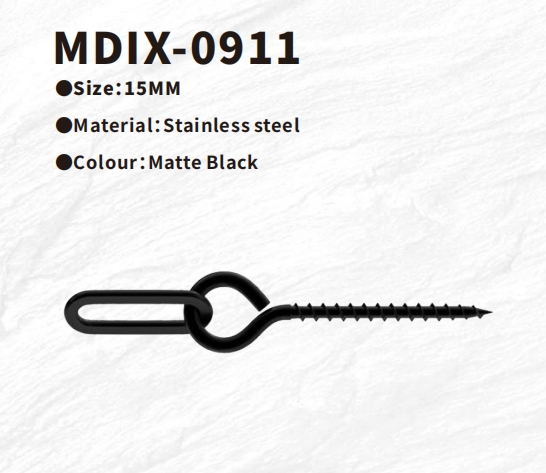 MDIX-0911
●Size：15MM
●Material：Stainless steel
●Colour：Matte Black